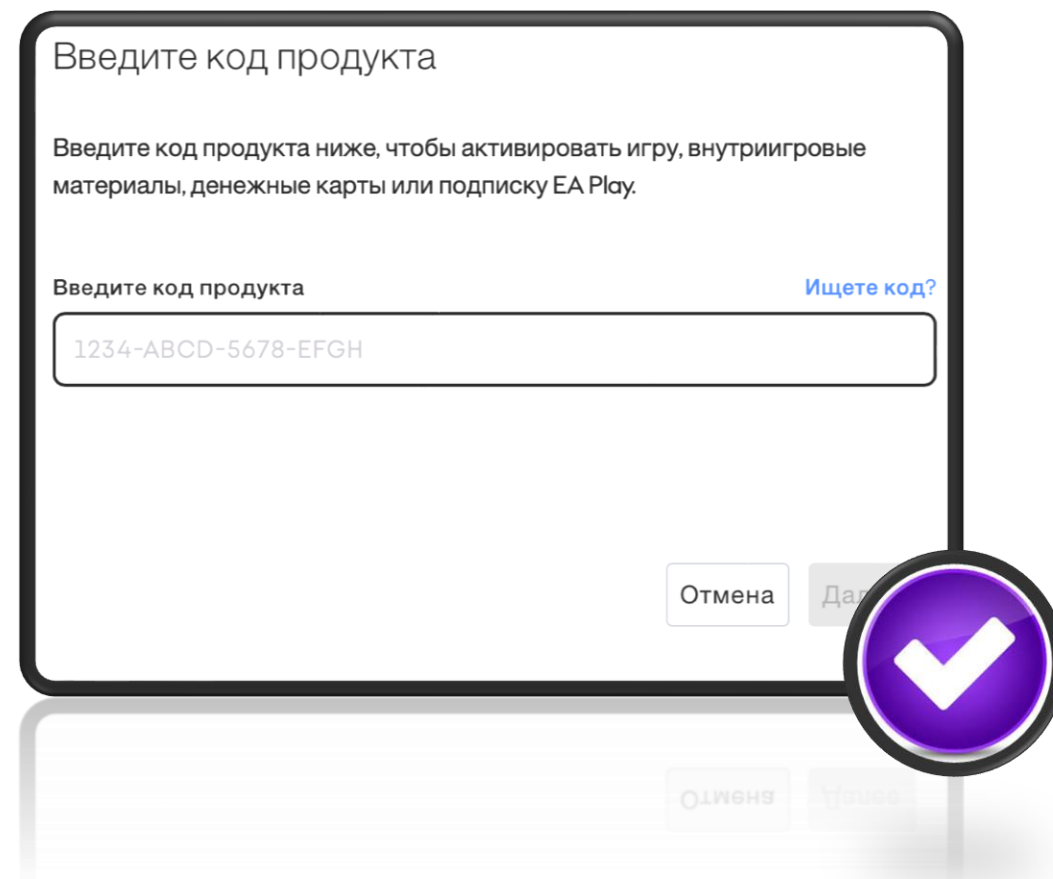 Введите код продукта
Введите код продукта ниже, чтобы активировать игру, внутриигровые
материалы, денежные карты или подписку EA Play.
Введите код продукта
Ищете код?
1234-ABCD-5678-EFGH
Отмена